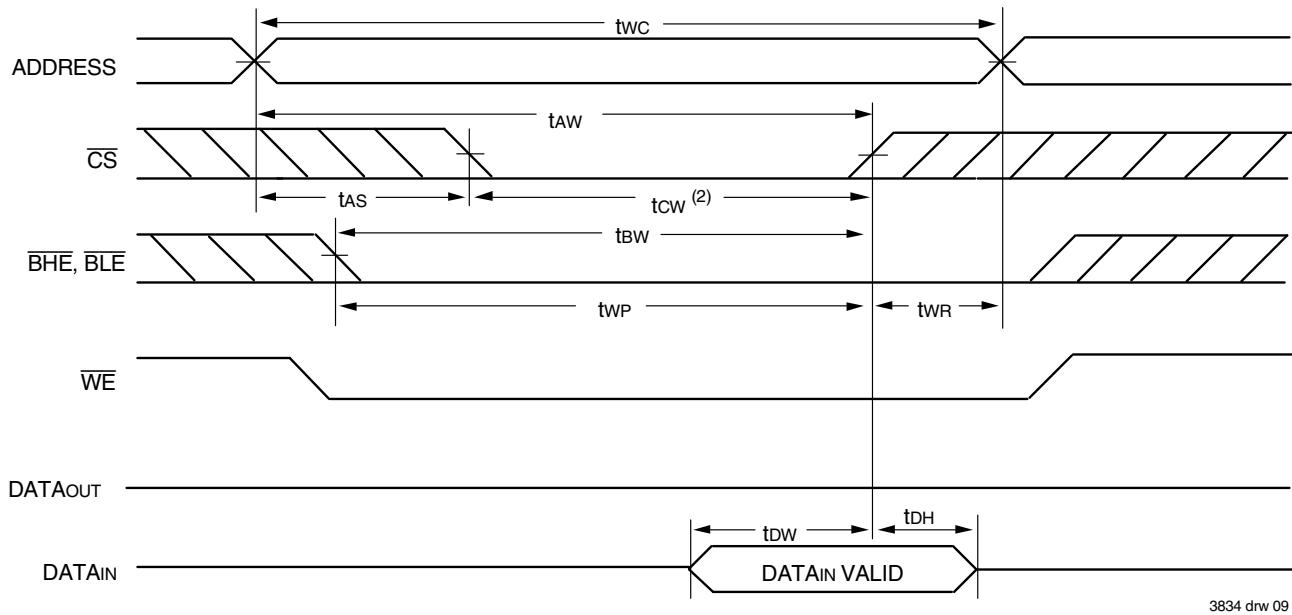 tWC
ADDRESS
tAW
CS
tAS
tCW (2)
tBW
BHE, BLE
tWP
tWR
WE
DATAOUT
tDW
tDH
DATAIN
DATAIN VALID
3834 drw 09